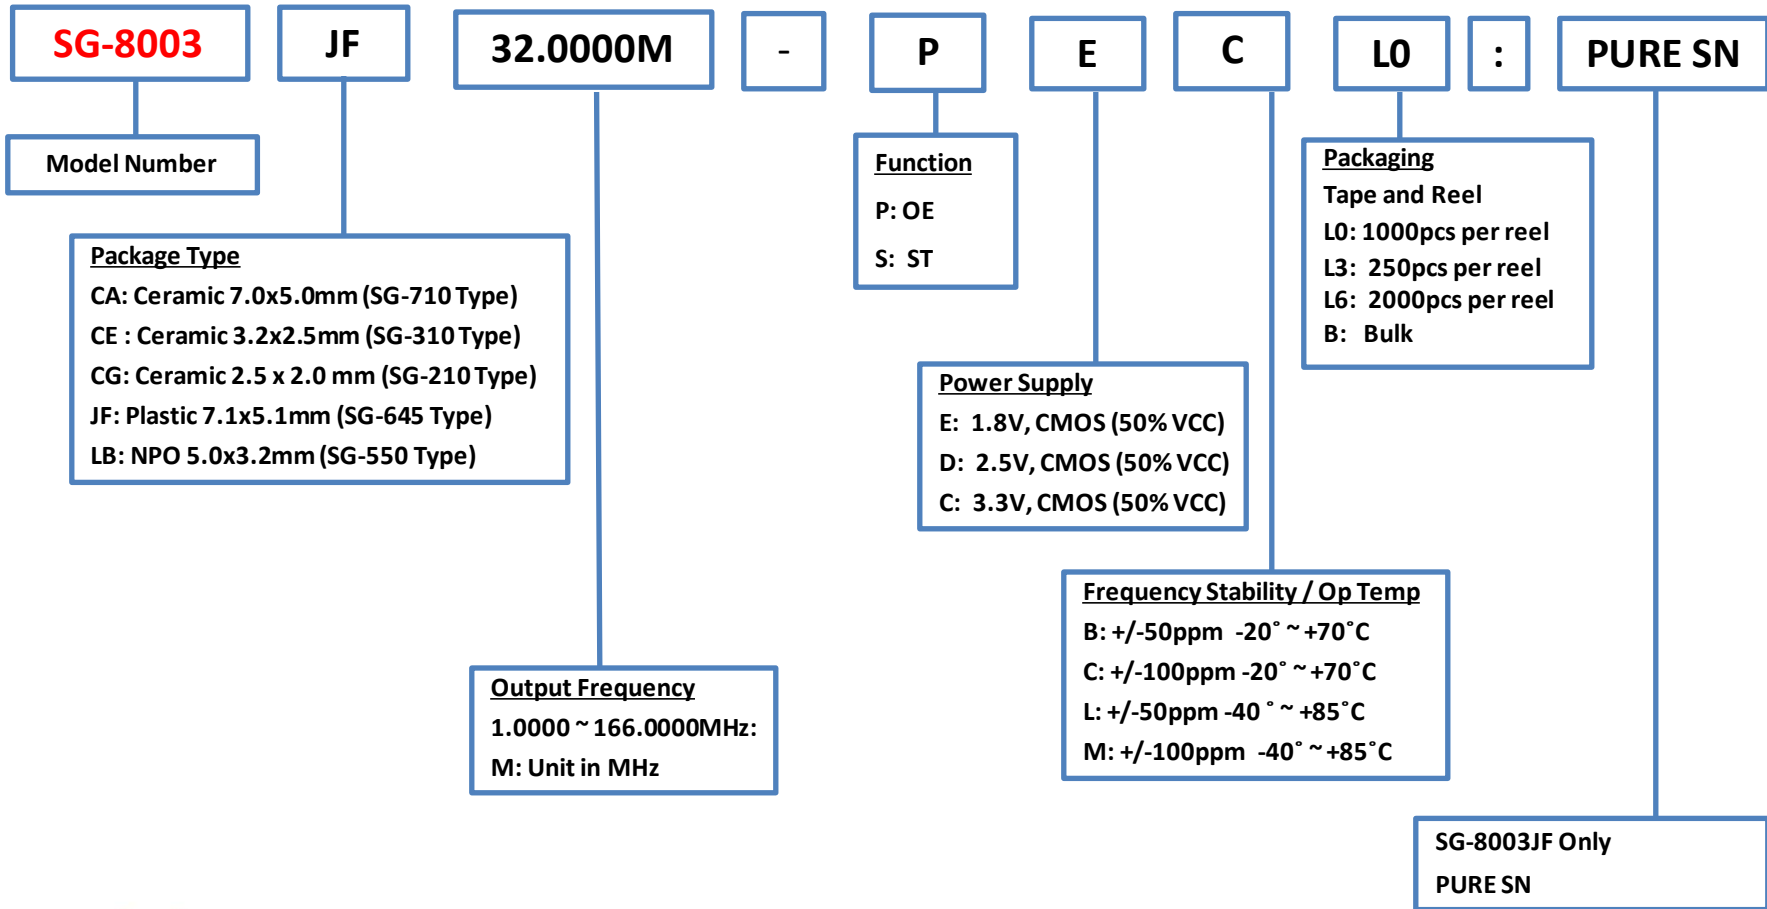 SG-8003 JF 32.0000M - P E C L0 : PURE SN
Model Number
Package Type
CA: Ceramic 7.0x5.0mm (SG-710 Type)
CE : Ceramic 3.2x2.5mm (SG-310 Type)
CG: Ceramic 2.5 x 2.0 mm (SG-210 Type)
JF: Plastic 7.1x5.1mm (SG-645 Type)
LB: NPO 5.0x3.2mm (SG-550 Type)
Output Frequency
1.0000 ~ 166.0000MHz:
M: Unit in MHz
Function
P: OE
S: ST
Power Supply
E: 1.8V, CMOS (50% VCC)
D: 2.5V, CMOS (50% VCC)
C: 3.3V, CMOS (50% VCC)
Frequency Stability / Op Temp
B: +/-50ppm -20˚ ~ +70˚C
C: +/-100ppm -20˚ ~ +70˚C
L: +/-50ppm -40 ˚ ~ +85˚C
M: +/-100ppm -40˚ ~ +85˚C
Packaging
Tape and Reel
L0: 1000pcs per reel
L3: 250pcs per reel
L6: 2000pcs per reel
B: Bulk
SG-8003JF Only
PURE SN